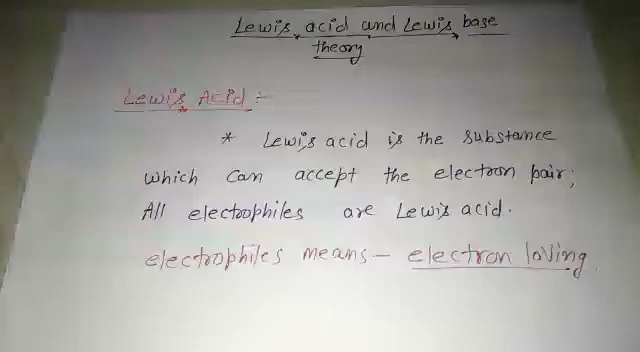 Lewis acid and Lewis base
theory
Lewis Acid :-
* Lewis acid is the substance
which can accept the electron pair;
All electrophiles are Lewis acid.
electrophiles means - electron loving